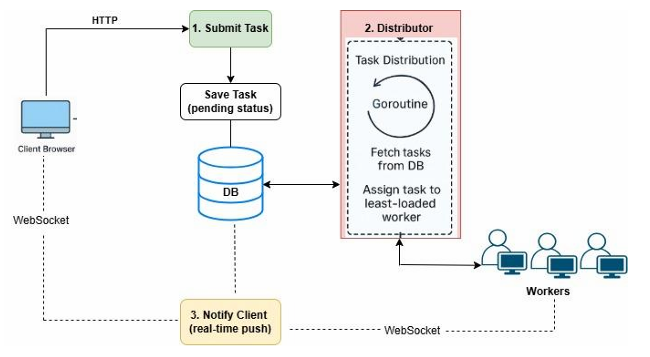 HTTP
1. Submit Task
2. Distributor
Task Distribution
Save Task
(pending status)
Goroutine
Client Browser
Fetch tasks
from DB
DB
Assign task to
least-loaded
worker
WebSocket
Workers
3. Notify Client
(real-time push)
WebSocket